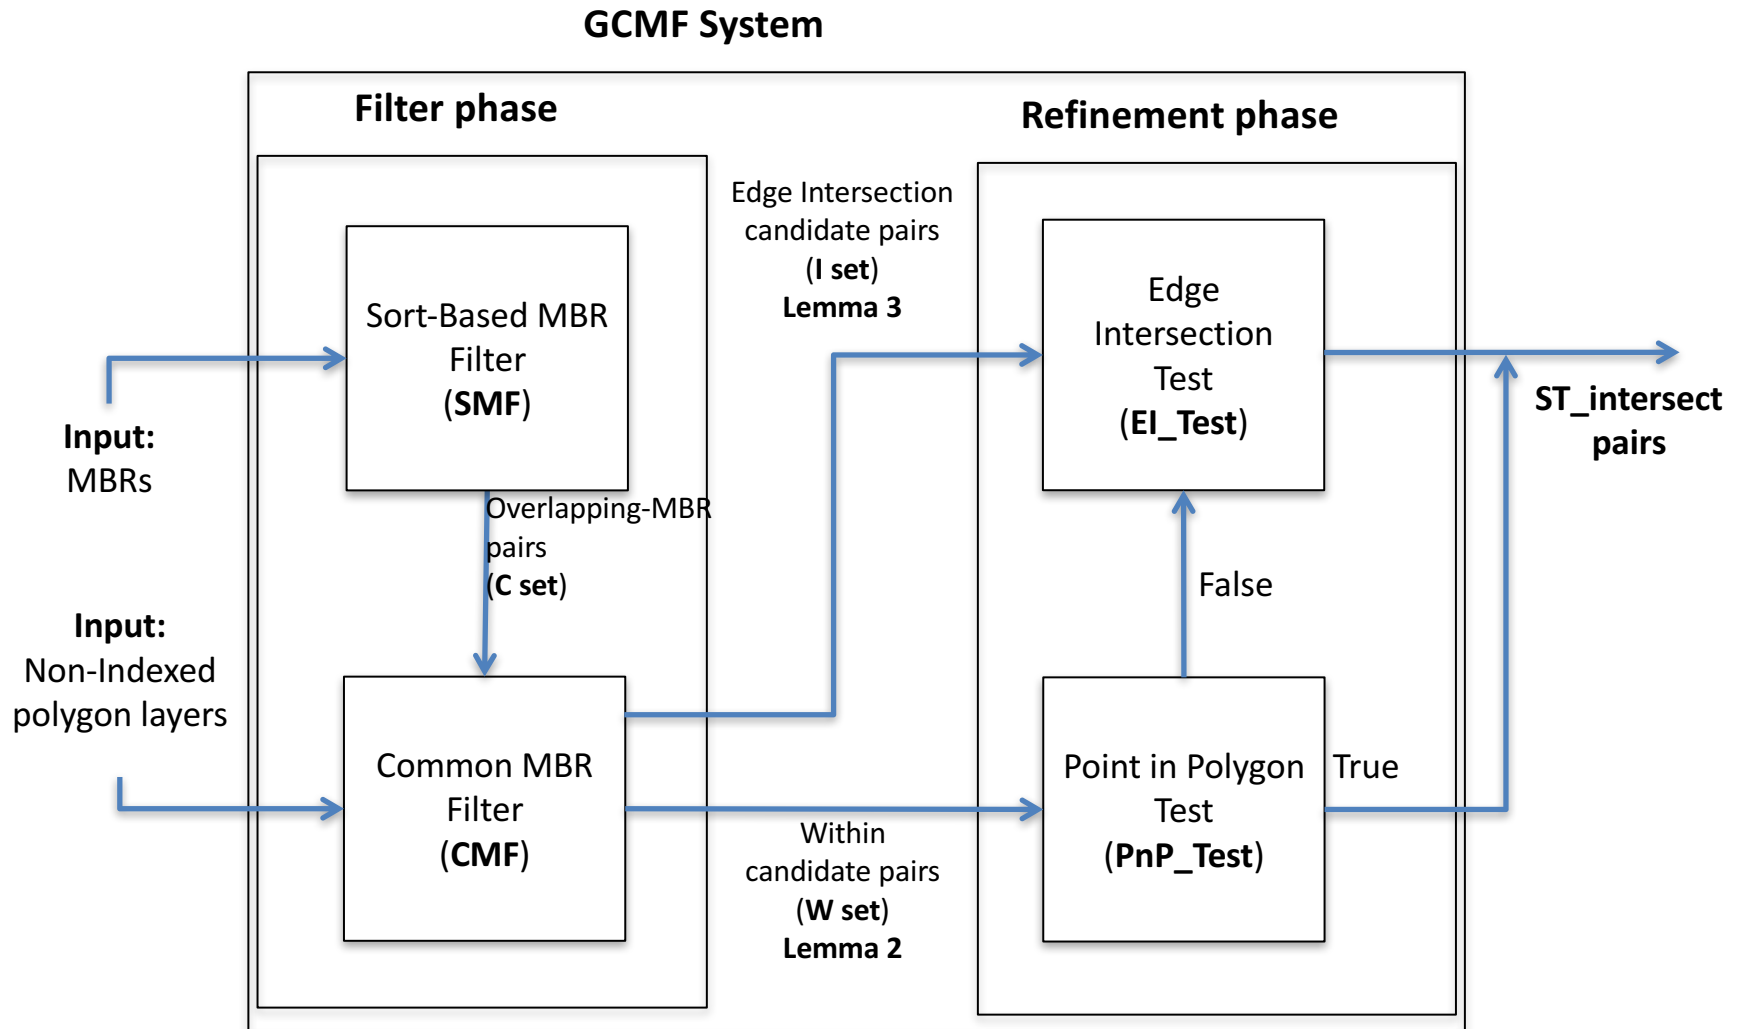 GCMF System
Filter phase
Refinement phase
Input:
MBRs
Input:
Non-Indexed
polygon layers
Sort-Based MBR
Filter
(SMF)
Overlapping-MBR
pairs
(C set)
Common MBR
Filter
(CMF)
Edge Intersection
candidate pairs
(I set)
Lemma 3
Within
candidate pairs
(W set)
Lemma 2
Edge
Intersection
Test
(EI_Test)
False
Point in Polygon
Test
(PnP_Test)
True
ST_intersect
pairs